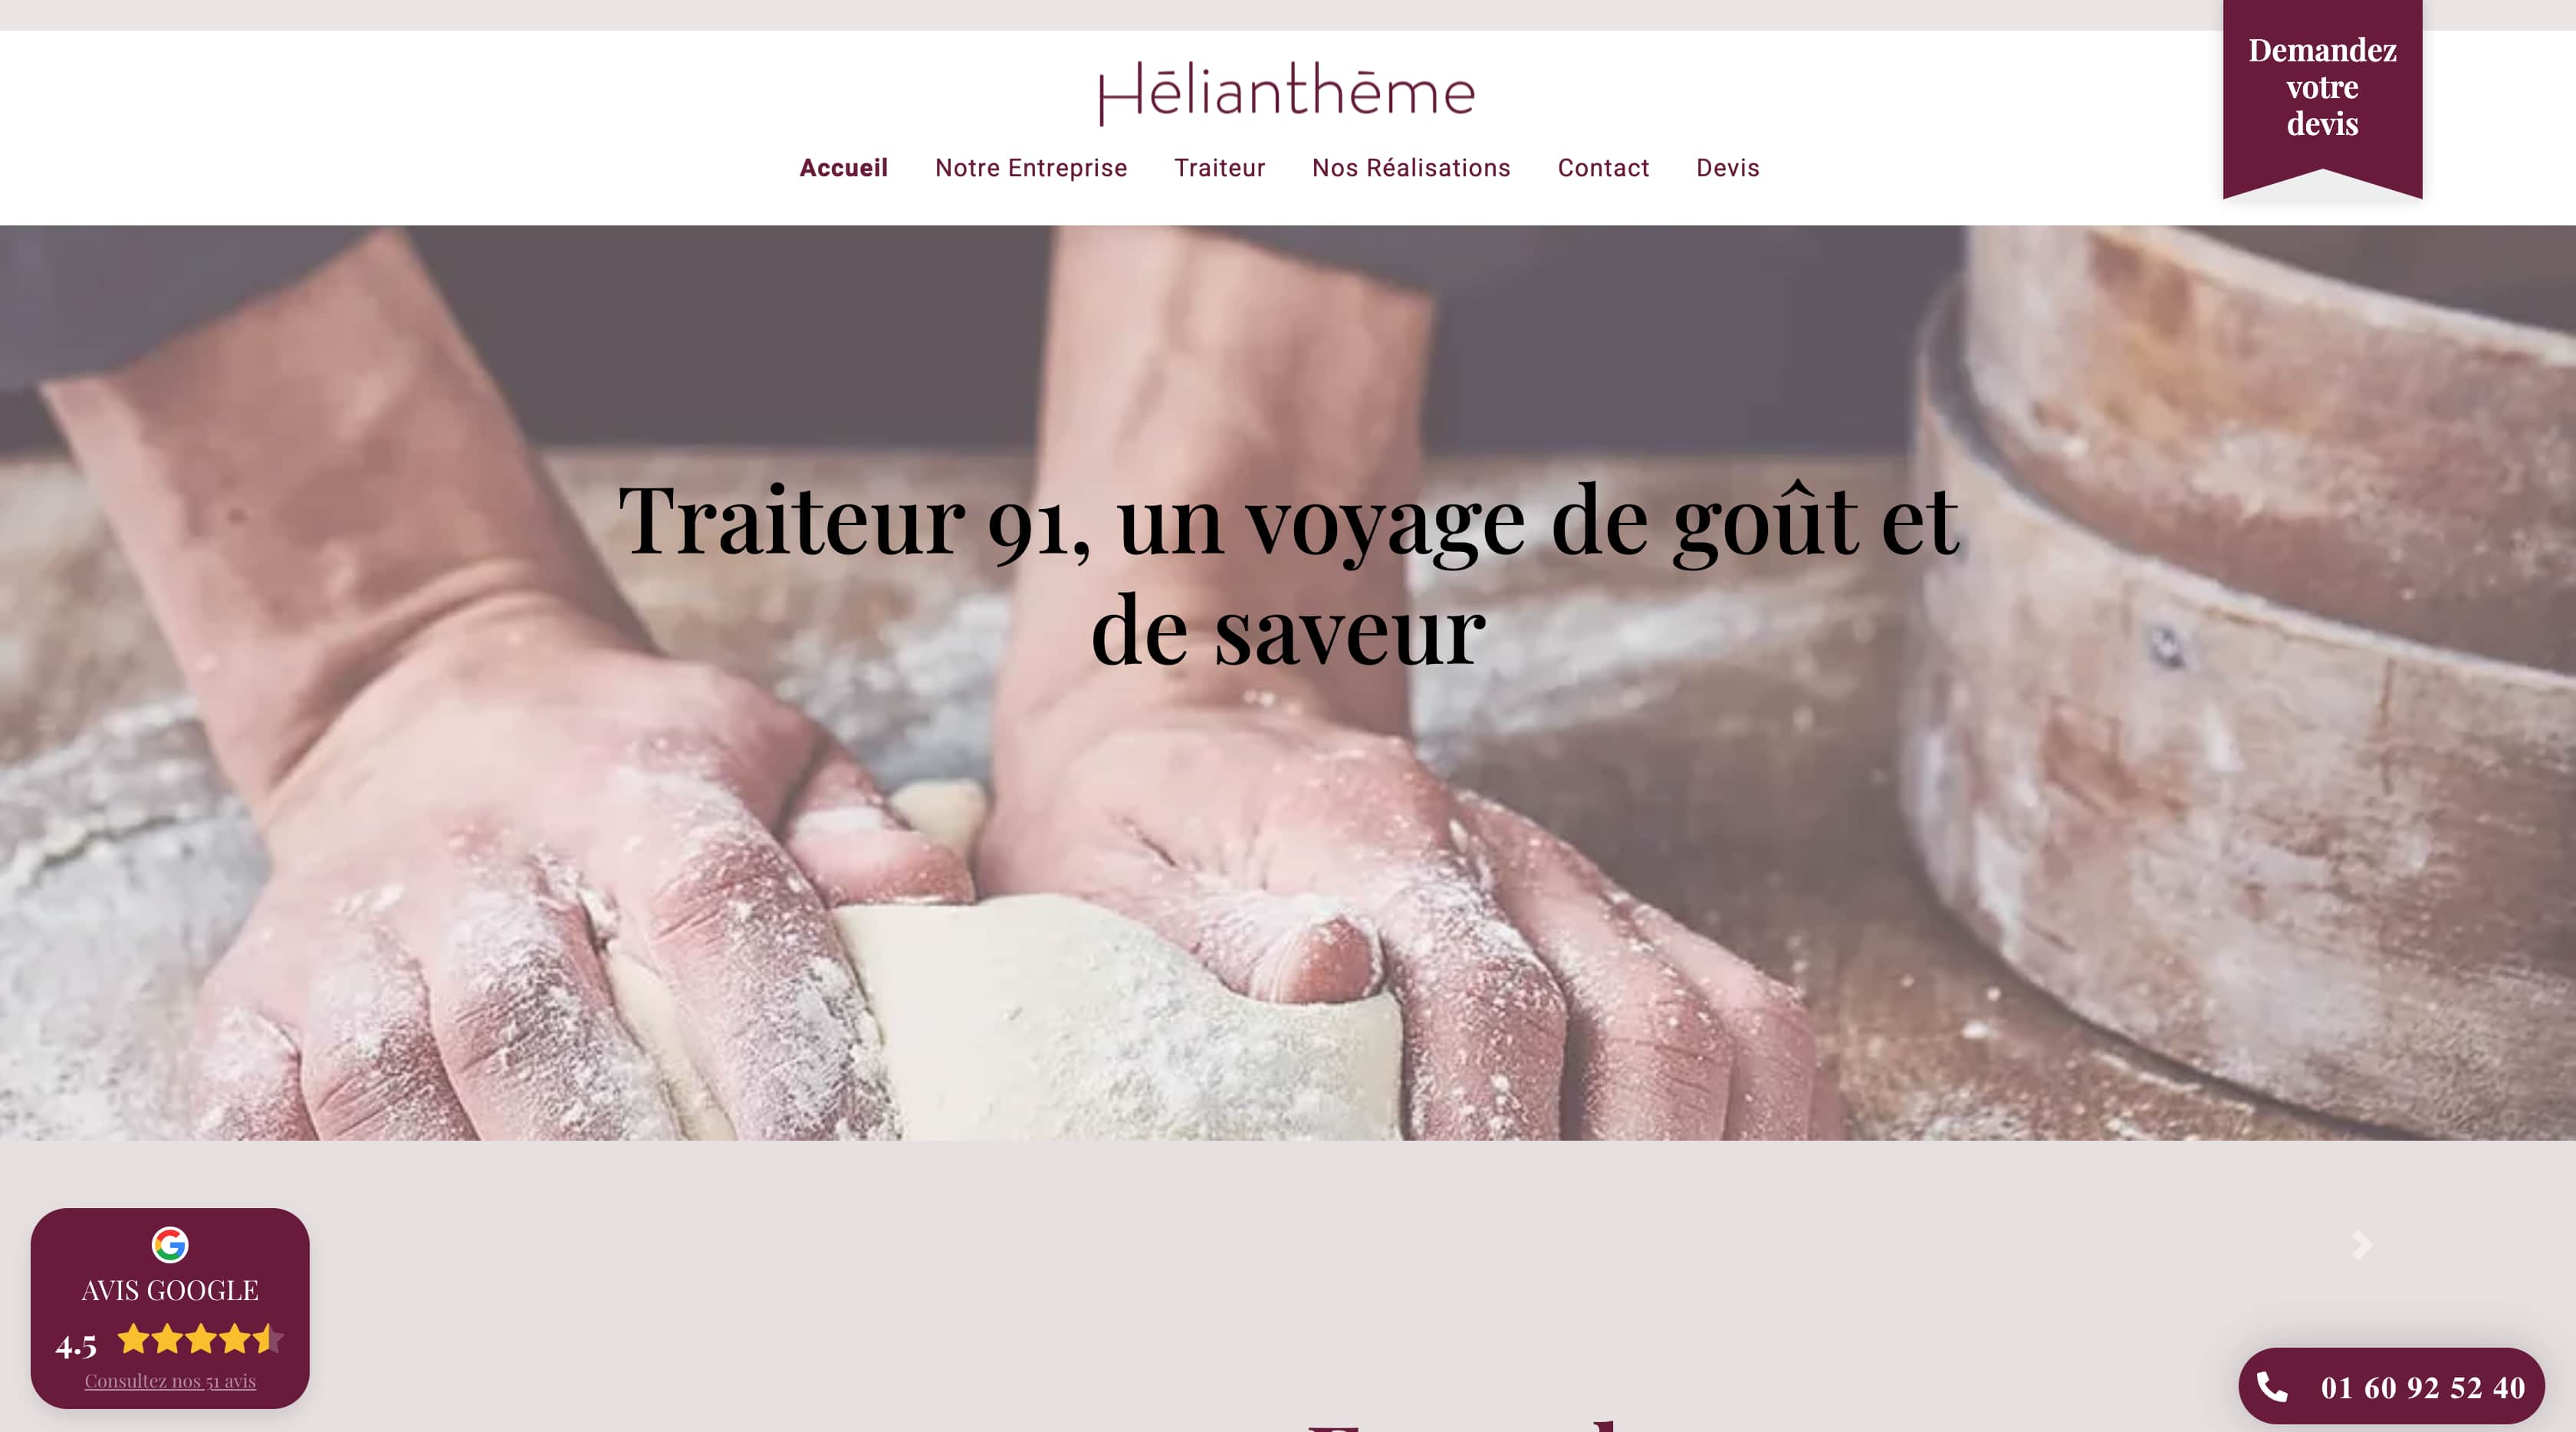 Demandez
votre
devis
Hēlianthēme
Accueil Notre Entreprise Traiteur Nos Réalisations Contact Devis
Traiteur 91, un voyage de goût et
de saveur
AVIS GOOGLE
4.5
Consultez nos 51 avis
01 60 92 52 40